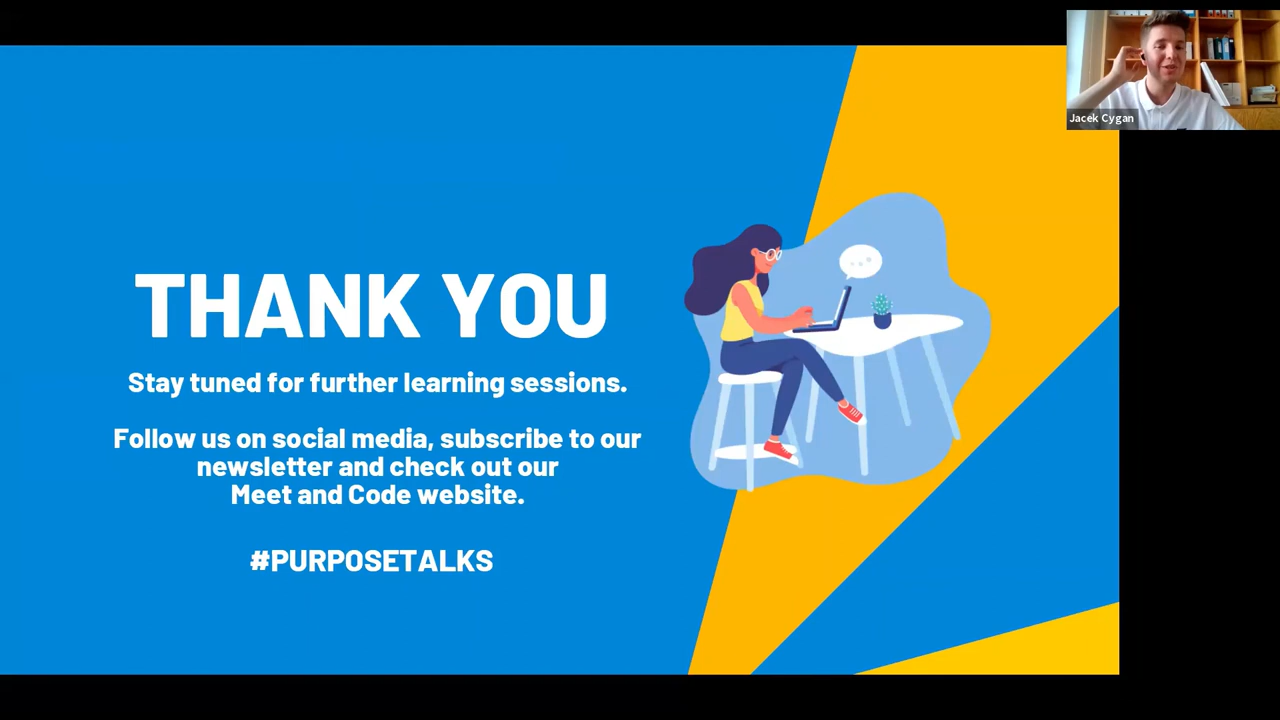 Jacek Cygan
THANK YOU
Stay tuned for further learning sessions.
Follow us on social media, subscribe to our
newsletter and check out our
Meet and Code website.
#PURPOSETALKS